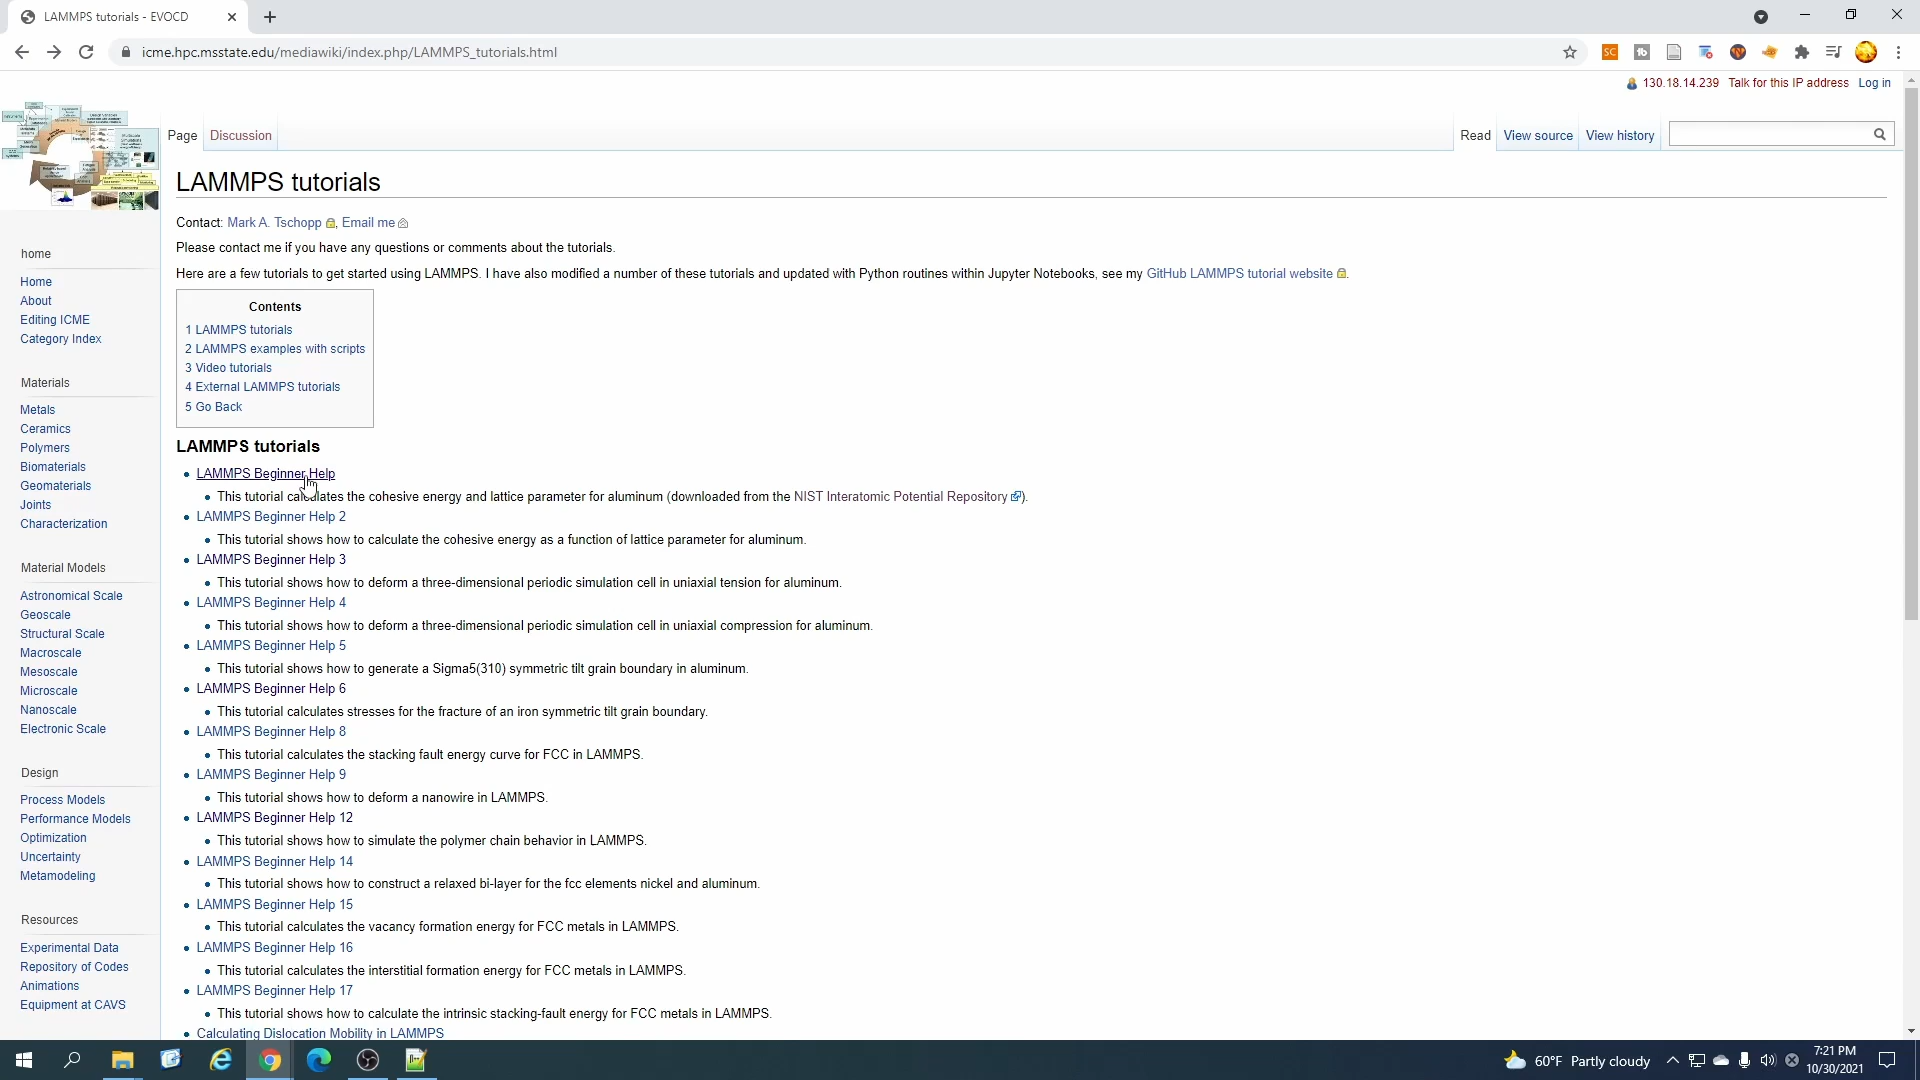 LAMMPS tutorials - EVOCD
icme.hpc.msstate.edu/mediawiki/index.php/LAMMPS_tutorials.html
130.18.14.239 Talk for this IP address Log in
Page Discussion Read View source View history
LAMMPS tutorials
Contact: Mark A. Tschopp, Email me
Please contact me if you have any questions or comments about the tutorials.
Here are a few tutorials to get started using LAMMPS. I have also modified a number of these tutorials and updated with Python routines within Jupyter Notebooks, see my GitHub LAMMPS tutorial website.
Contents
1 LAMMPS tutorials
2 LAMMPS examples with scripts
3 Video tutorials
4 External LAMMPS tutorials
5 Go Back
LAMMPS tutorials
LAMMPS Beginner Help
This tutorial calculates the cohesive energy and lattice parameter for aluminum (downloaded from the NIST Interatomic Potential Repository).
LAMMPS Beginner Help 2
This tutorial shows how to calculate the cohesive energy as a function of lattice parameter for aluminum.
LAMMPS Beginner Help 3
This tutorial shows how to deform a three-dimensional periodic simulation cell in uniaxial tension for aluminum.
LAMMPS Beginner Help 4
This tutorial shows how to deform a three-dimensional periodic simulation cell in uniaxial compression for aluminum.
LAMMPS Beginner Help 5
This tutorial shows how to generate a Sigma5(310) symmetric tilt grain boundary in aluminum.
LAMMPS Beginner Help 6
This tutorial calculates stresses for the fracture of an iron symmetric tilt grain boundary.
LAMMPS Beginner Help 8
This tutorial calculates the stacking fault energy curve for FCC in LAMMPS.
LAMMPS Beginner Help 9
This tutorial shows how to deform a nanowire in LAMMPS.
LAMMPS Beginner Help 12
This tutorial shows how to simulate the polymer chain behavior in LAMMPS.
LAMMPS Beginner Help 14
This tutorial shows how to construct a relaxed bi-layer for the fcc elements nickel and aluminum.
LAMMPS Beginner Help 15
This tutorial calculates the vacancy formation energy for FCC metals in LAMMPS.
LAMMPS Beginner Help 16
This tutorial calculates the interstitial formation energy for FCC metals in LAMMPS.
LAMMPS Beginner Help 17
This tutorial shows how to calculate the intrinsic stacking-fault energy for FCC metals in LAMMPS.
Calculating Dislocation Mobility in LAMMPS
home
Home
About
Editing ICME
Category Index
Materials
Metals
Ceramics
Polymers
Biomaterials
Geomaterials
Joints
Characterization
Material Models
Astronomical Scale
Geoscale
Structural Scale
Macroscale
Mesoscale
Microscale
Nanoscale
Electronic Scale
Design
Process Models
Performance Models
Optimization
Uncertainty
Metamodeling
Resources
Experimental Data
Repository of Codes
Animations
Equipment at CAVS
60°F Partly cloudy
7:21 PM
10/30/2021